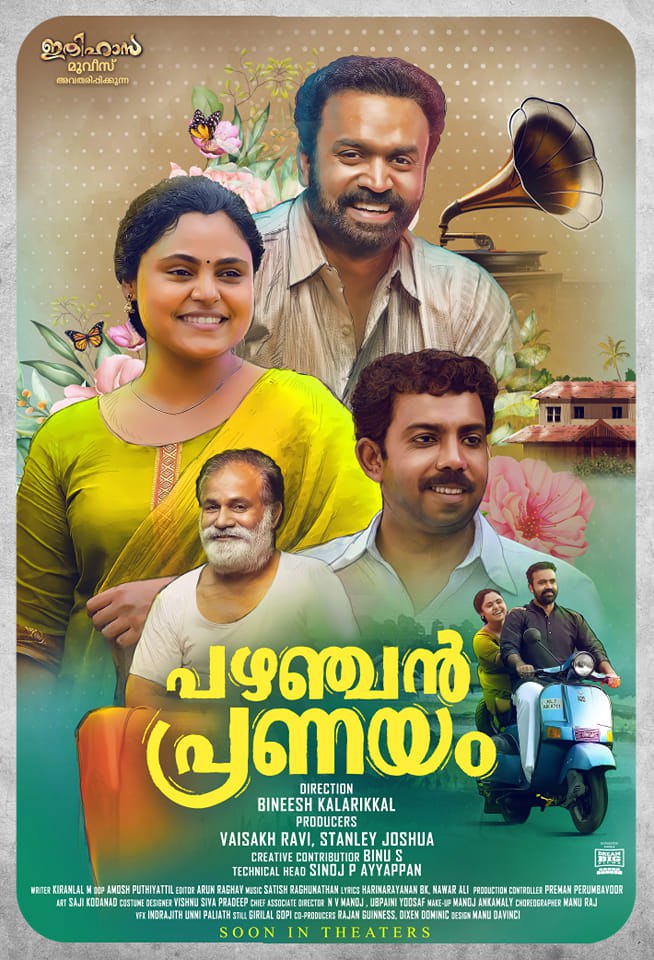 ഇതിഹാസ
മൂവീസ്
അവതരിപ്പിക്കുന്ന
പഴഞ്ചൻ
പ്രണയം
DIRECTION
BINEESH KALARIKKAL
PRODUCERS
VAISAKH RAVI, STANLEY JOSHUA
CREATIVE CONTRIBUTIOR BINU S
TECHNICAL HEAD SINOJ P AYYAPPAN
DREAM
BIG
WRITER KIRANLAL M DOP AMOSH PUTHIYATTIL EDITOR ARUN RAGHAV MUSIC SATISH RAGHUNATHAN LYRICS HARINARAYANAN BK, NAWAR ALI PRODUCTION CONTROLLER PREMAN PERUMBAVOOR
ART SAJI KODANAD COSTUME DESIGNER VISHNU SIVA PRADEEP CHIEF ASSOCIATE DIRECTOR N V MANOJ , UBPAINI YOOSAF MAKE-UP MANOJ ANKAMALY CHOREOGRAPHER MANU RAJ
VFX INDRAJITH UNNI PALIATH STILL GIRILAL GOPI CO-PRODUCERS RAJAN GUINNESS, DIXEN DOMINIC DESIGN MANU DAVINCI
SOON IN THEATERS